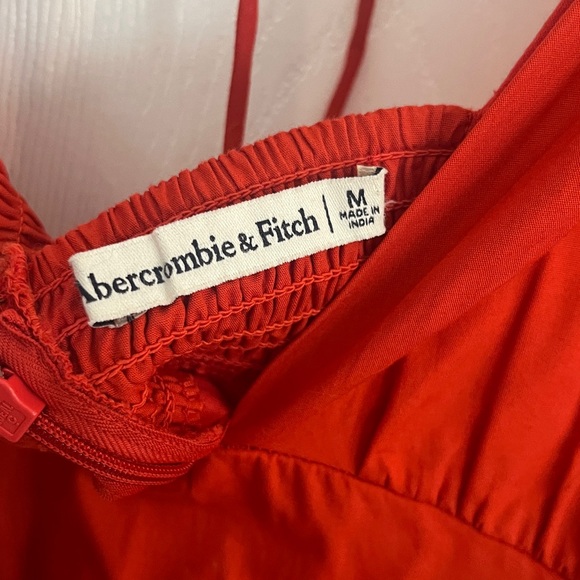 Abercrombie & Fitch
M
MADE IN
INDIA